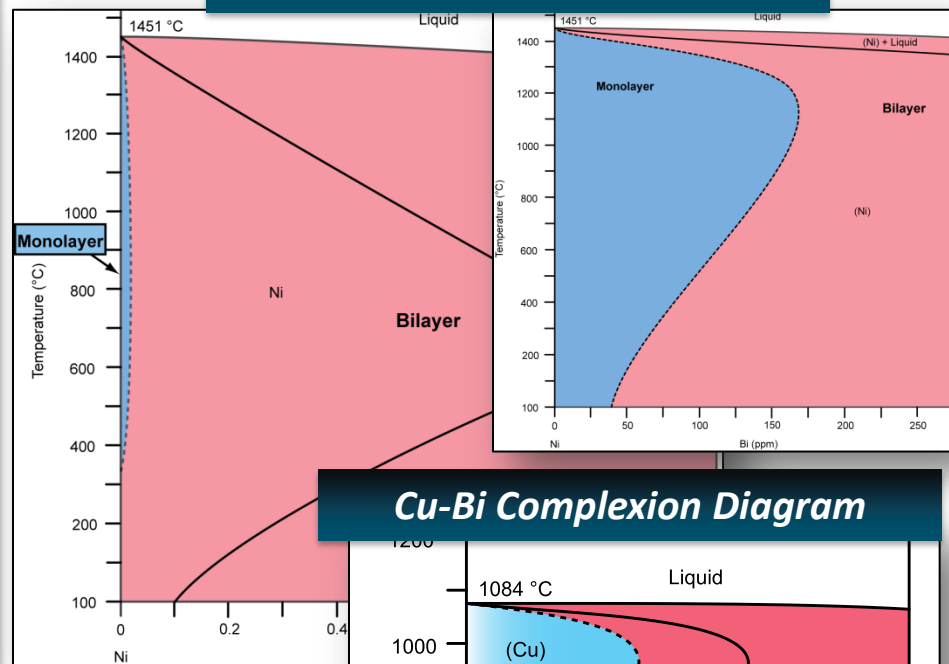 1451 °C
Liquid
1400
1200
1000
Monolayer
800
600
400
200
100
Temperature (°C)
Ni
Bilayer
0
0.2
0.4
Ni
1451 °C
Liquid
(Ni) + Liquid
1400
1200
1000
800
600
400
200
100
Temperature (°C)
Monolayer
Bilayer
(Ni)
0
50
100
150
200
250
Ni
Bi (ppm)
Cu-Bi Complexion Diagram
1200
1084 °C
Liquid
1000
(Cu)